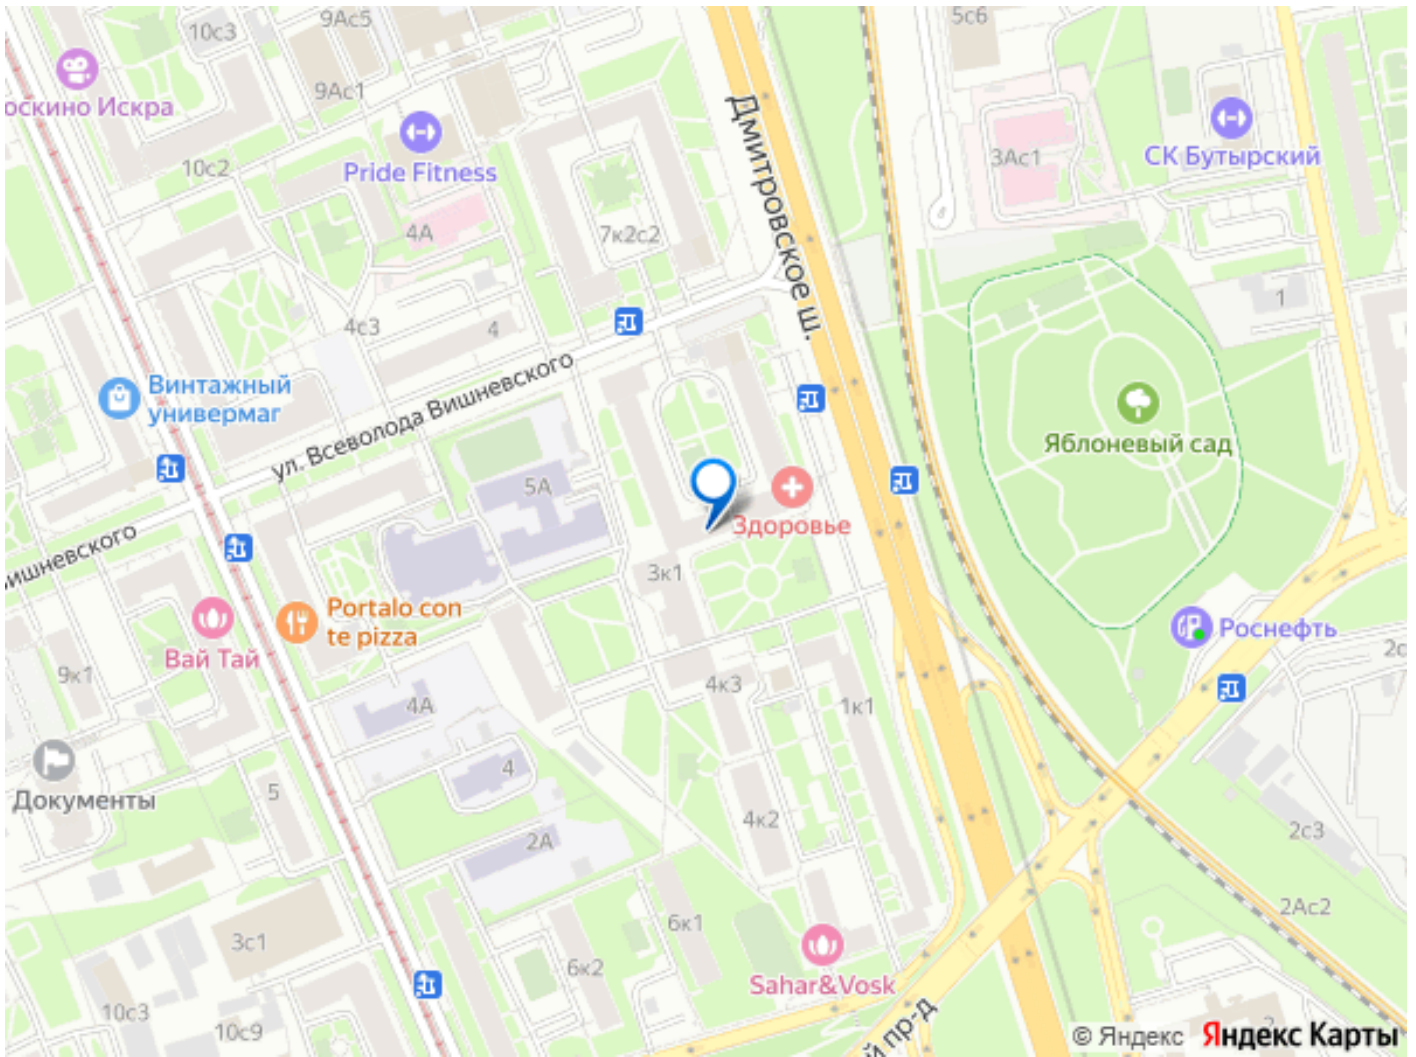 5с6
9Ас5
10с3
оскино Искра
9Ас1
Pride Fitness
10с2
4А
7к2с2
Дмитровское ш.
3Ас1
СК Бутырский
1
4с3
4
Винтажный
универмаг
ул. Всеволода Вишневского
Яблоневый сад
5А
Здоровье
ишневского
3к1
Portalo con
te pizza
Вай Тай
Роснефть
9к1
4А
4к3
1к1
2с
Документы
5
4
4к2
2с3
2А
2Ас2
3с1
6к1
6к2
Sahar&Vosk
10с3
10с9
й пр-д
2
© Яндекс Яндекс Карты